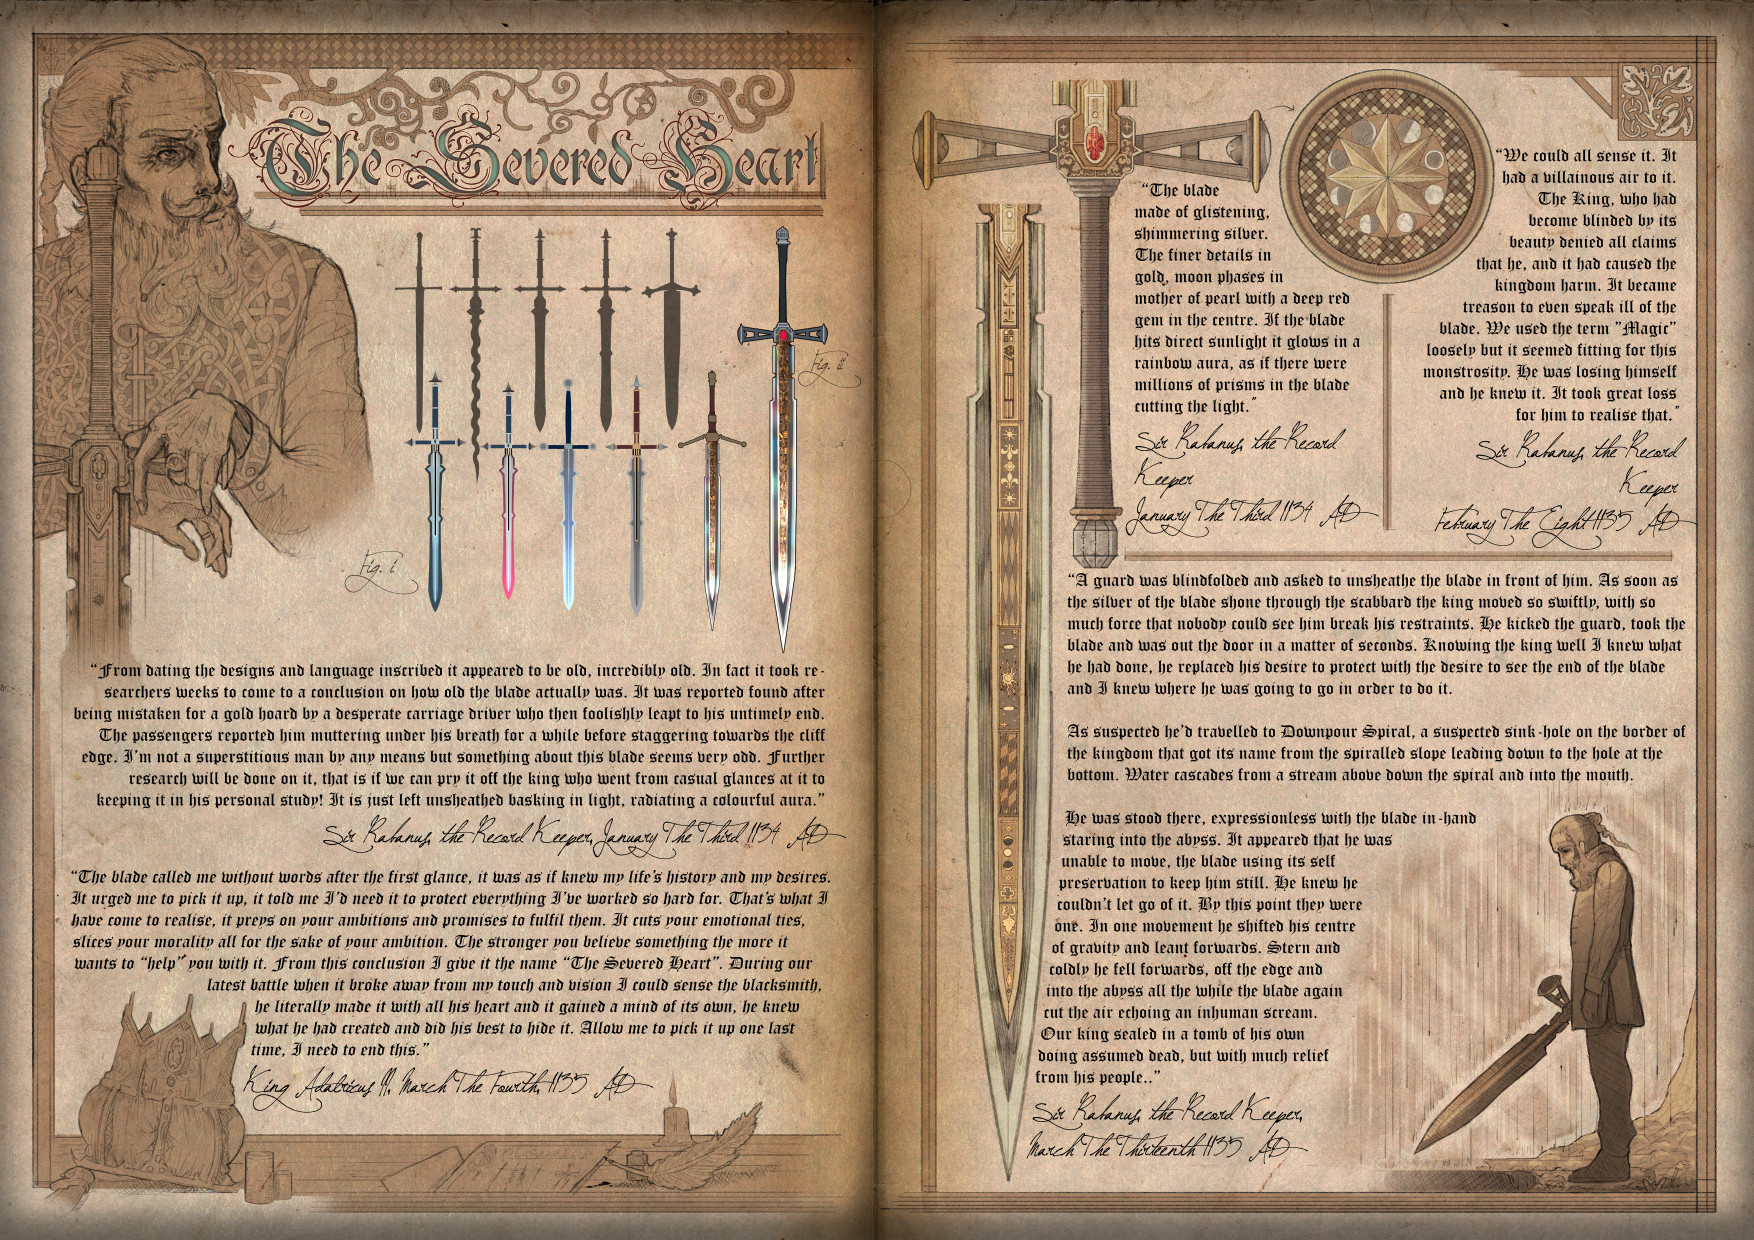 The Severed Heart
Fig. ii
Fig. i
“From dating the designs and language inscribed it appeared to be old, incredibly old. In fact it took re-
searchers weeks to come to a conclusion on how old the blade actually was. It was reported found after
being mistaken for a gold hoard by a desperate carriage driver who then foolishly leapt to his untimely end.
The passengers reported him muttering under his breath for a while before staggering towards the cliff
edge. I'm not a superstitious man by any means but something about this blade seems very odd. Further
research will be done on it, that is if we can pry it off the king who went from casual glances at it to
keeping it in his personal study! It is just left unsheathed basking in light, radiating a colourful aura.”
Sir Rabanus, the Record Keeper, January The Third 1134 AD
“The blade called me without words after the first glance, it was as if knew my life's history and my desires.
It urged me to pick it up, it told me I'd need it to protect everything I've worked so hard for. That's what I
have come to realise, it preys on your ambitions and promises to fulfil them. It cuts your emotional ties,
slices your morality all for the sake of your ambition. The stronger you believe something the more it
wants to “help” you with it. From this conclusion I give it the name “The Severed Heart”. During our
latest battle when it broke away from my touch and vision I could sense the blacksmith,
he literally made it with all his heart and it gained a mind of its own, he knew
what he had created and did his best to hide it. Allow me to pick it up one last
time, I need to end this.”
King Adalricus II, March The Fourth, 1135 AD
“The blade
made of glistening,
shimmering silver.
The finer details in
gold, moon phases in
mother of pearl with a deep red
gem in the centre. If the blade
hits direct sunlight it glows in a
rainbow aura, as if there were
millions of prisms in the blade
cutting the light.”
Sir Rabanus, the Record
Keeper
January The Third 1134 AD
“We could all sense it. It
had a villainous air to it.
The King, who had
become blinded by its
beauty denied all claims
that he, and it had caused the
kingdom harm. It became
treason to even speak ill of the
blade. We used the term "Magic"
loosely but it seemed fitting for this
monstrosity. He was losing himself
and he knew it. It took great loss
for him to realise that.”
Sir Rabanus, the Record
Keeper
February The Eight 1135 AD
“A guard was blindfolded and asked to unsheathe the blade in front of him. As soon as
the silver of the blade shone through the scabbard the king moved so swiftly, with so
much force that nobody could see him break his restraints. He kicked the guard, took the
blade and was out the door in a matter of seconds. Knowing the king well I knew what
he had done, he replaced his desire to protect with the desire to see the end of the blade
and I knew where he was going to go in order to do it.
As suspected he'd travelled to Downpour Spiral, a suspected sink-hole on the border of
the kingdom that got its name from the spiralled slope leading down to the hole at the
bottom. Water cascades from a stream above down the spiral and into the mouth.
He was stood there, expressionless with the blade in-hand
staring into the abyss. It appeared that he was
unable to move, the blade using its self
preservation to keep him still. He knew he
couldn't let go of it. By this point they were
one. In one movement he shifted his centre
of gravity and leant forwards. Stern and
coldly he fell forwards, off the edge and
into the abyss all the while the blade again
cut the air echoing an inhuman scream.
Our king sealed in a tomb of his own
doing assumed dead, but with much relief
from his people..”
Sir Rabanus, the Record Keeper,
March The Thirteenth 1135 AD